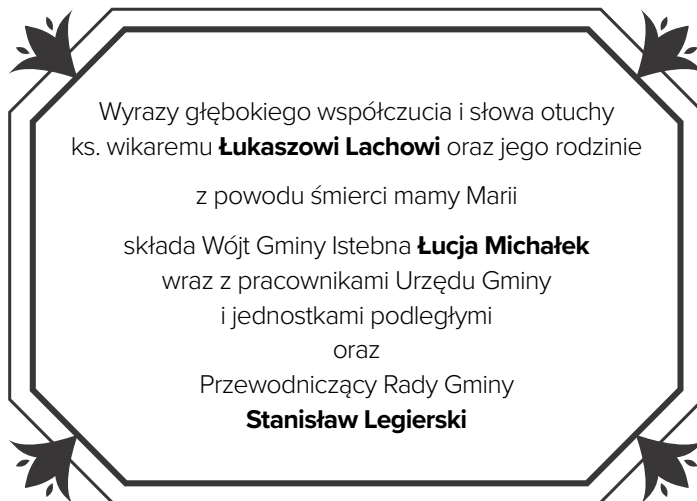 Wyrazy głębokiego współczucia i słowa otuchy
ks. wikaremu Łukaszowi Lachowi oraz jego rodzinie
z powodu śmierci mamy Marii
składa Wójt Gminy Istebna Łucja Michałek
wraz z pracownikami Urzędu Gminy
i jednostkami podległymi
oraz
Przewodniczący Rady Gminy
Stanisław Legierski